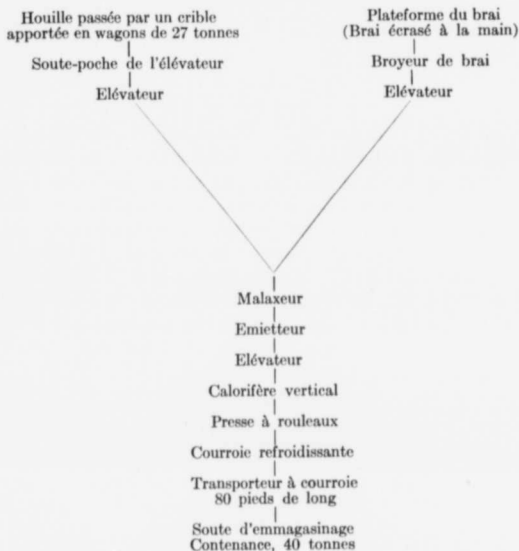 Houille passée par un crible
apportée en wagons de 27 tonnes
Soute-poche de l'élévateur
Elévateur
Plateforme du brai
(Brai écrasé à la main)
Broyeur de brai
Elévateur
Malaxeur
Emietteur
Elévateur
Calorifère vertical
Presse à rouleaux
Courroie refroidissante
Transporteur à courroie
80 pieds de long
Soute d'emmagasinage
Contenance, 40 tonnes